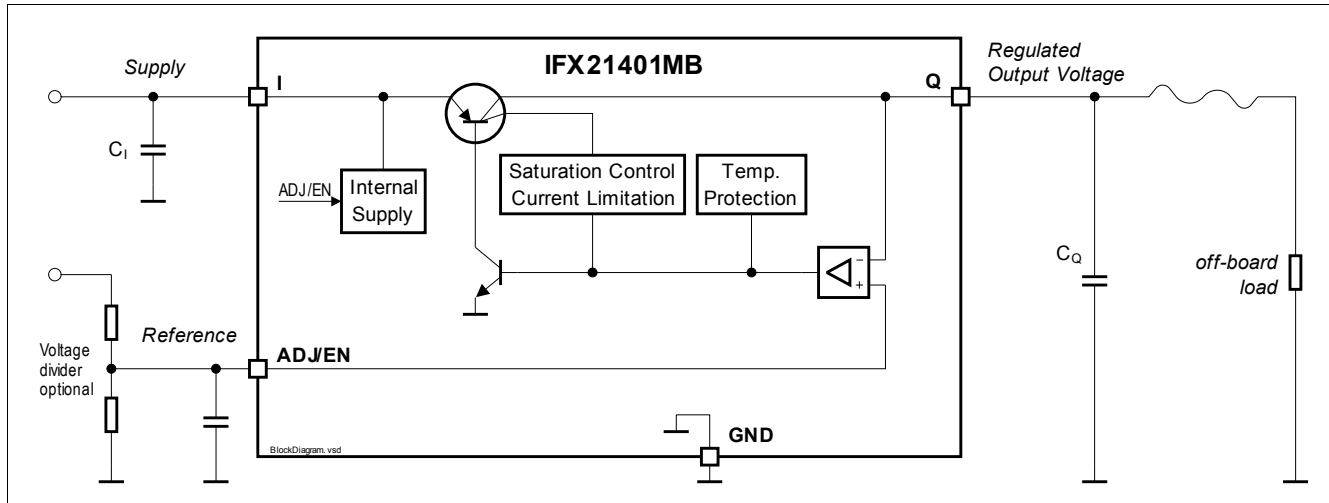 IFX21401MB
Supply
I
Q
Regulated
Output Voltage
C_I
ADJ/EN
Internal
Supply
Saturation Control
Current Limitation
Temp.
Protection
−
+
C_Q
off-board
load
Reference
Voltage
divider
optional
ADJ/EN
GND
BlockDiagram.vsd